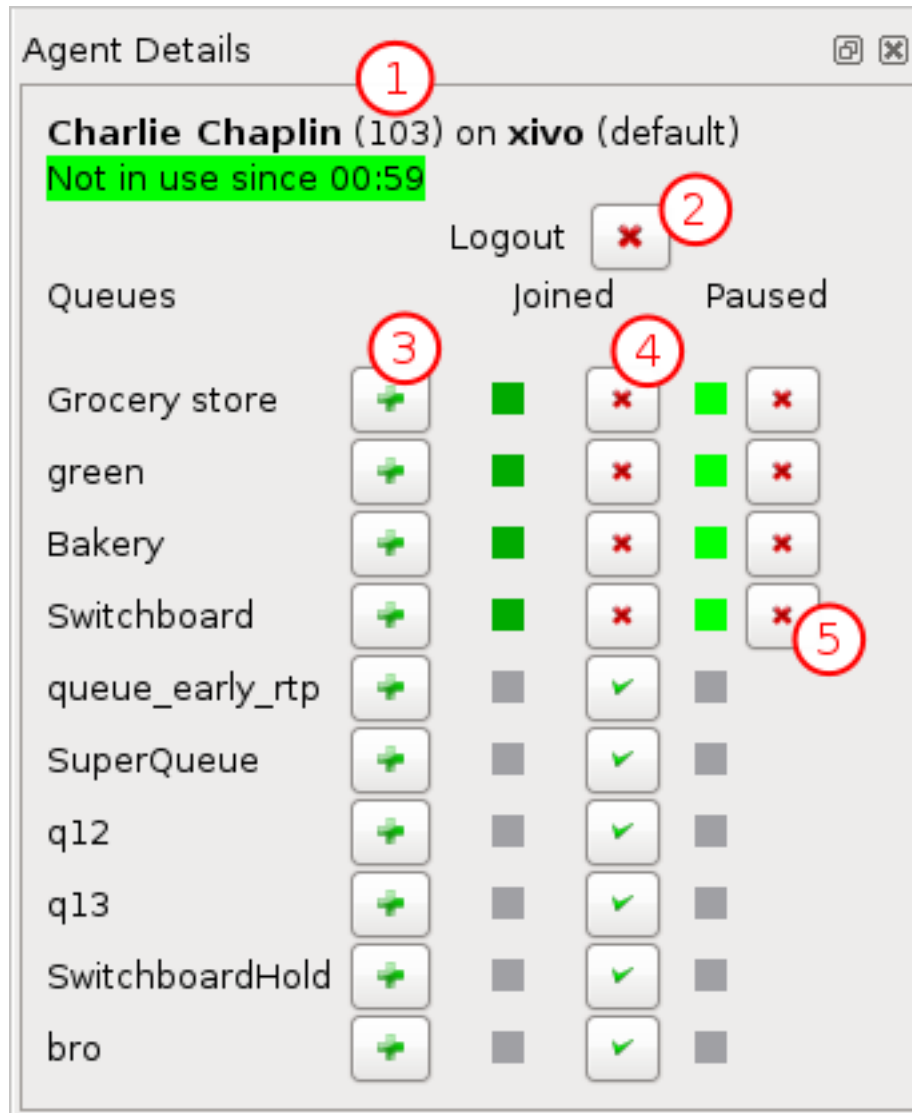 Agent Details
1
Charlie Chaplin (103) on xivo (default)
Not in use since 00:59
Logout 2
Queues Joined Paused
3 4
Grocery store
green
Bakery
Switchboard
5
queue_early_rtp
SuperQueue
q12
q13
SwitchboardHold
bro